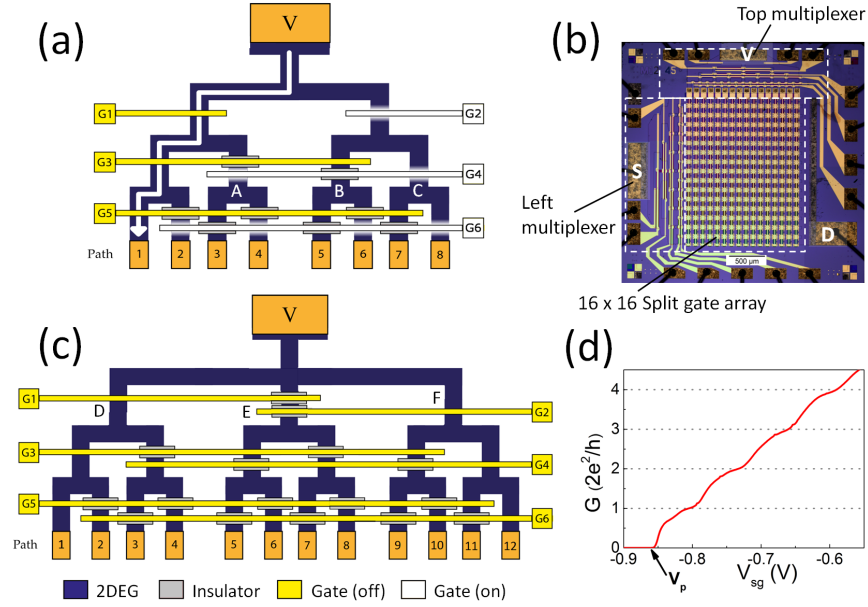 (a)
V
G1
G2
G3
G4
A
B
C
G5
G6
Path
1
2
3
4
5
6
7
8
(b)
Top multiplexer
V
S
D
Left
multiplexer
500 µm
16 x 16 Split gate array
(c)
V
G1
D
E
F
G2
G3
G4
G5
G6
Path
1
2
3
4
5
6
7
8
9
10
11
12
2DEG
Insulator
Gate (off)
Gate (on)
(d)
G (2e²/h)
4
3
2
1
0
-0.9
-0.8
-0.7
-0.6
Vp
Vsg (V)